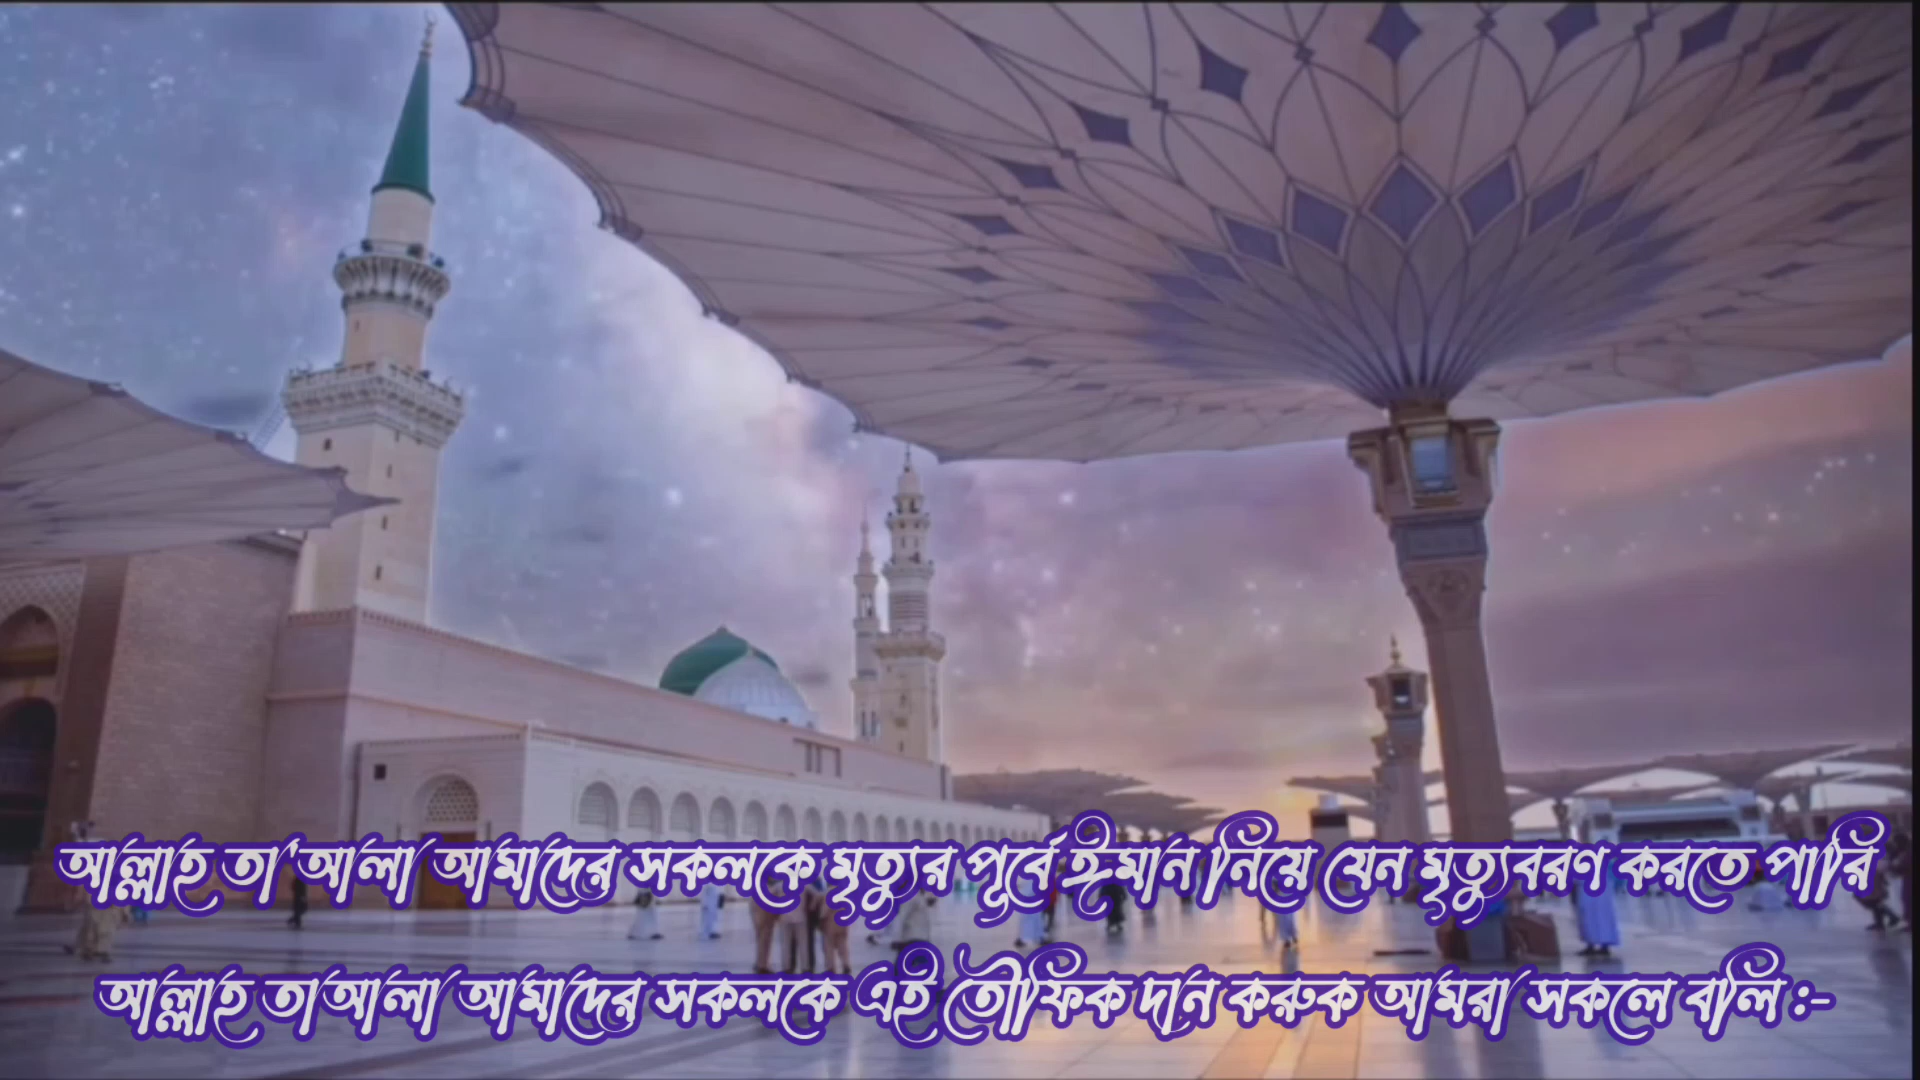 আল্লাহ তা'আলা আমাদের সকলকে মৃত্যুর পূর্বে ঈমান নিয়ে যেন মৃত্যুবরণ করতে পারি
আল্লাহ তাআলা আমাদের সকলকে এই তৌফিক দান করুক আমরা সকলে বলি :-